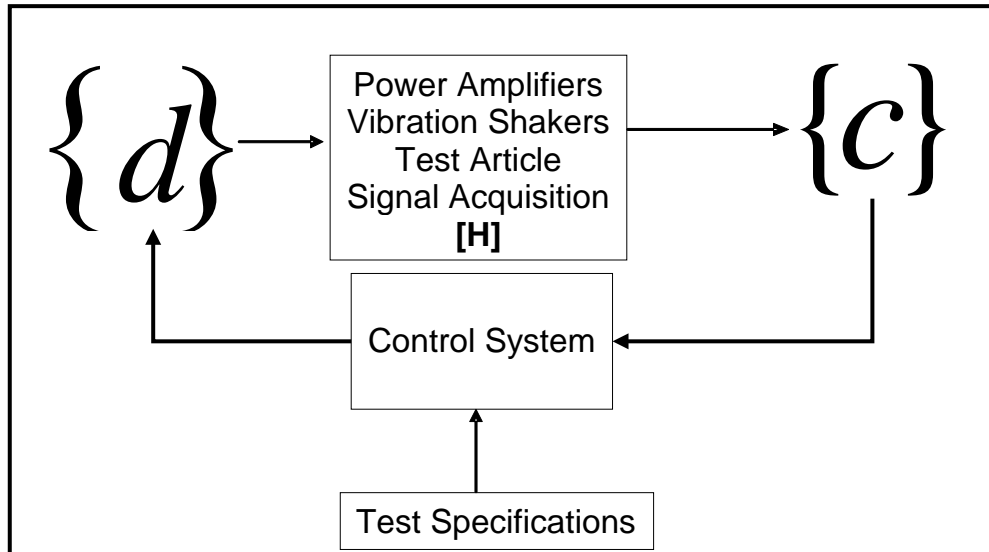 {d}
Power Amplifiers
Vibration Shakers
Test Article
Signal Acquisition
[H]
{c}
Control System
Test Specifications